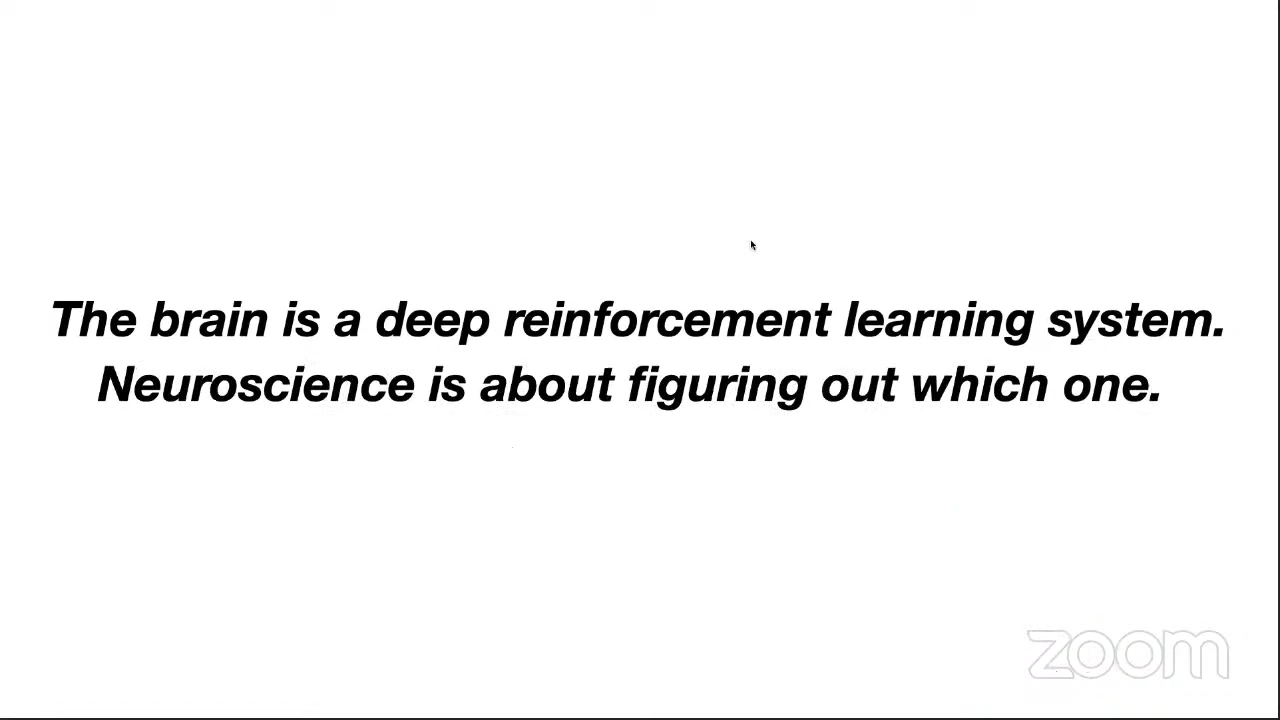 The brain is a deep reinforcement learning system.
Neuroscience is about figuring out which one.
zoom